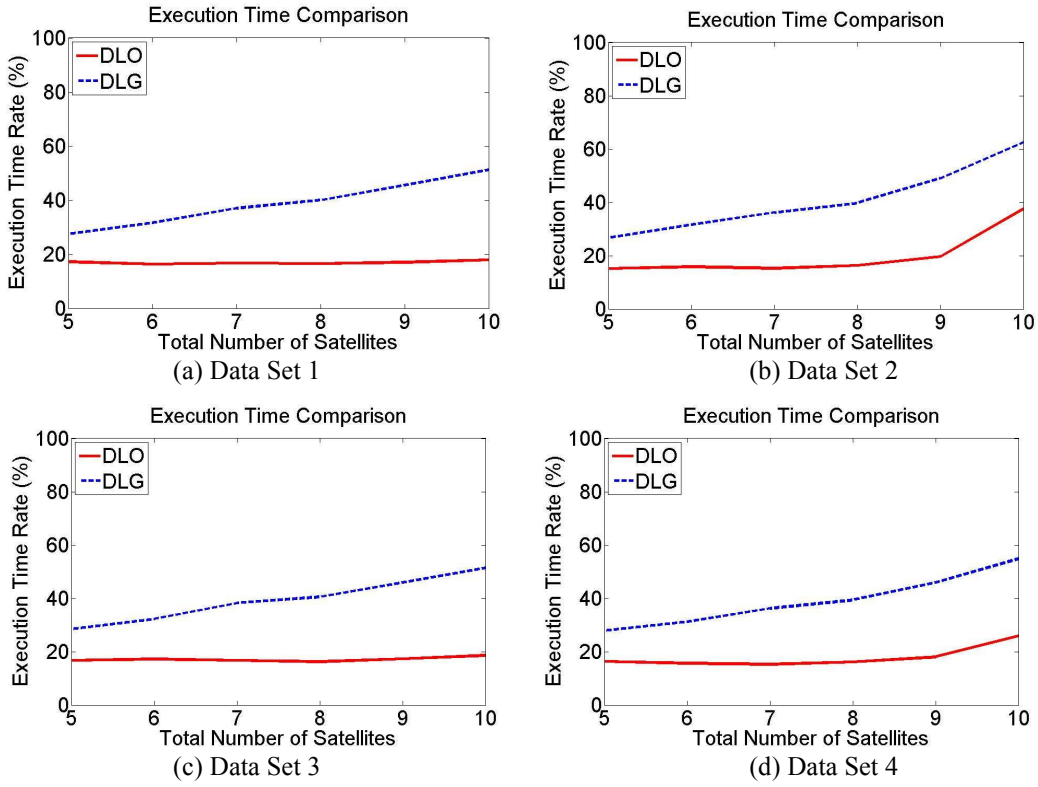 Execution Time Comparison
Execution Time Rate (%)
100
80
60
40
20
0
DLO
DLG
5 6 7 8 9 10
Total Number of Satellites
(a) Data Set 1
Execution Time Comparison
Execution Time Rate (%)
100
80
60
40
20
0
DLO
DLG
5 6 7 8 9 10
Total Number of Satellites
(b) Data Set 2
Execution Time Comparison
Execution Time Rate (%)
100
80
60
40
20
0
DLO
DLG
5 6 7 8 9 10
Total Number of Satellites
(c) Data Set 3
Execution Time Comparison
Execution Time Rate (%)
100
80
60
40
20
0
DLO
DLG
5 6 7 8 9 10
Total Number of Satellites
(d) Data Set 4